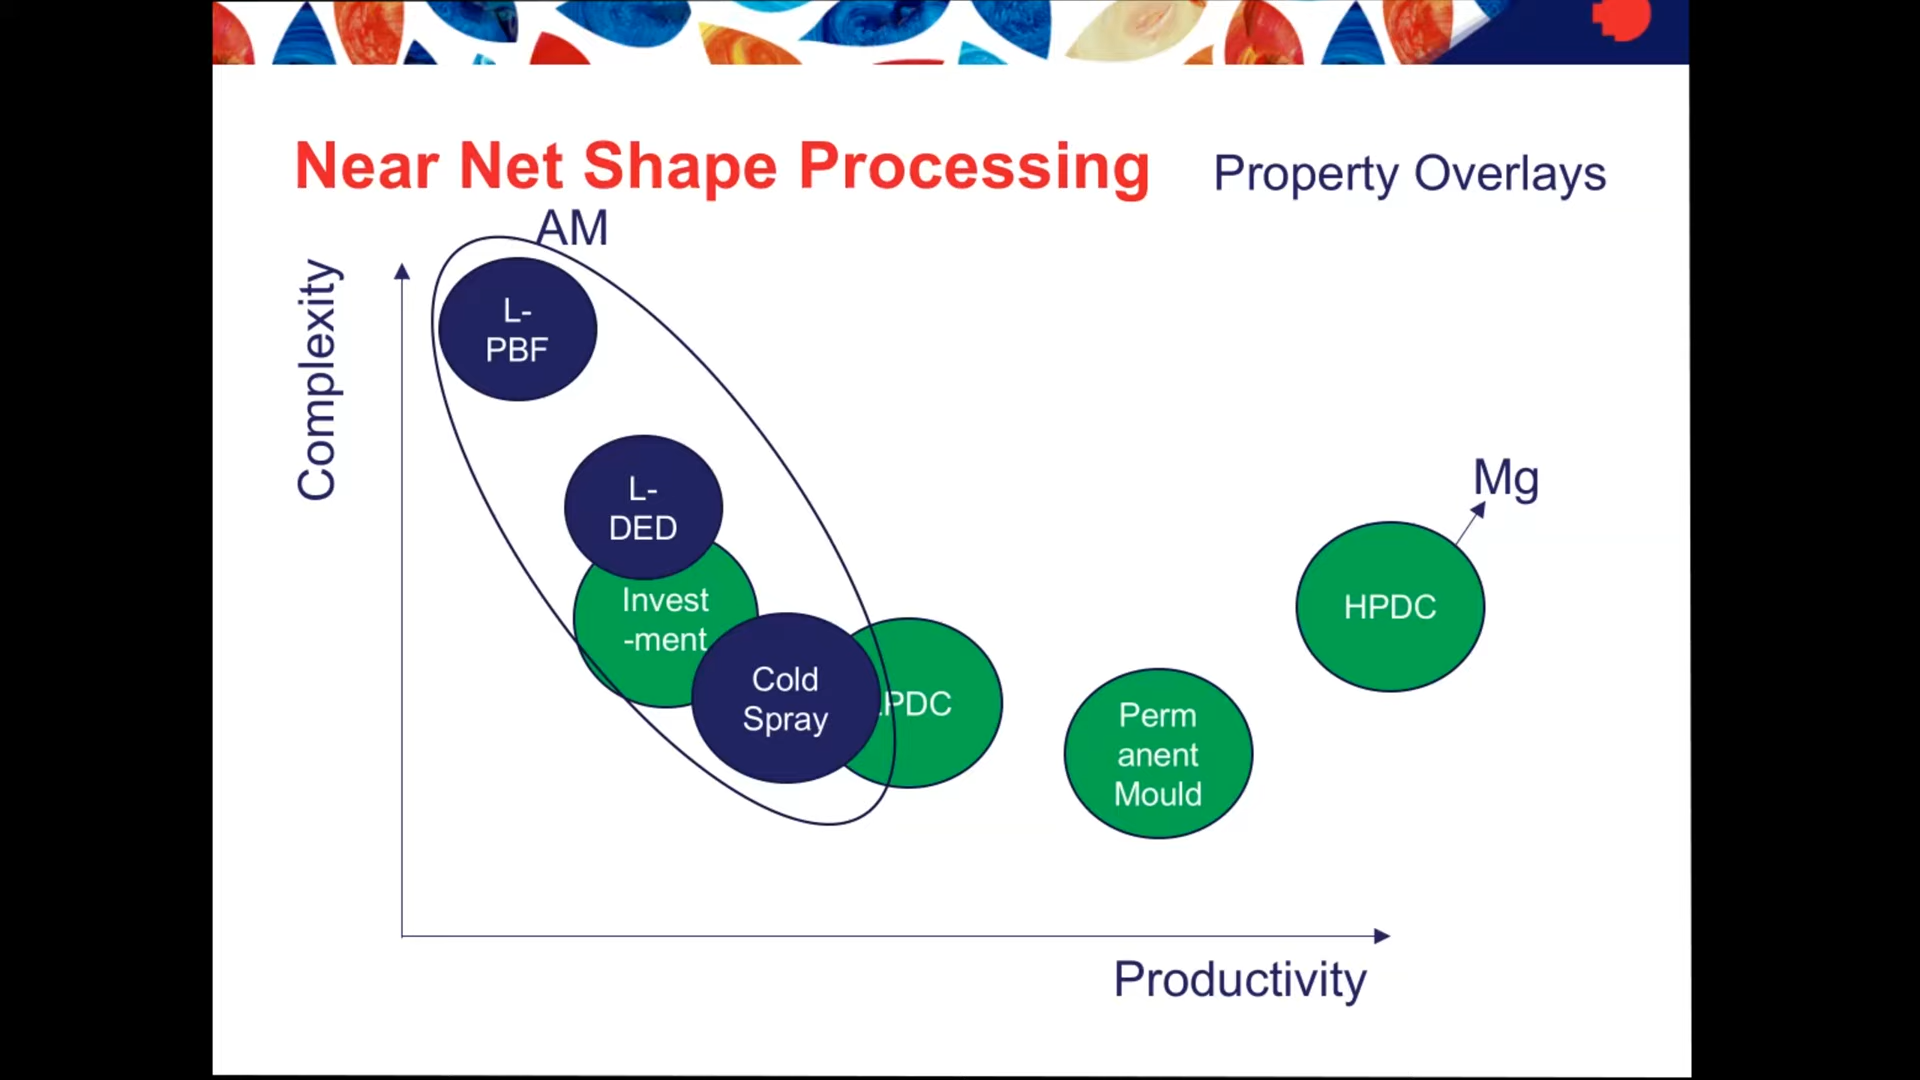 Near Net Shape Processing
Property Overlays
AM
Complexity
L-
PBF
L-
DED
Mg
Invest
-ment
HPDC
Cold
Spray
PDC
Perm
anent
Mould
Productivity